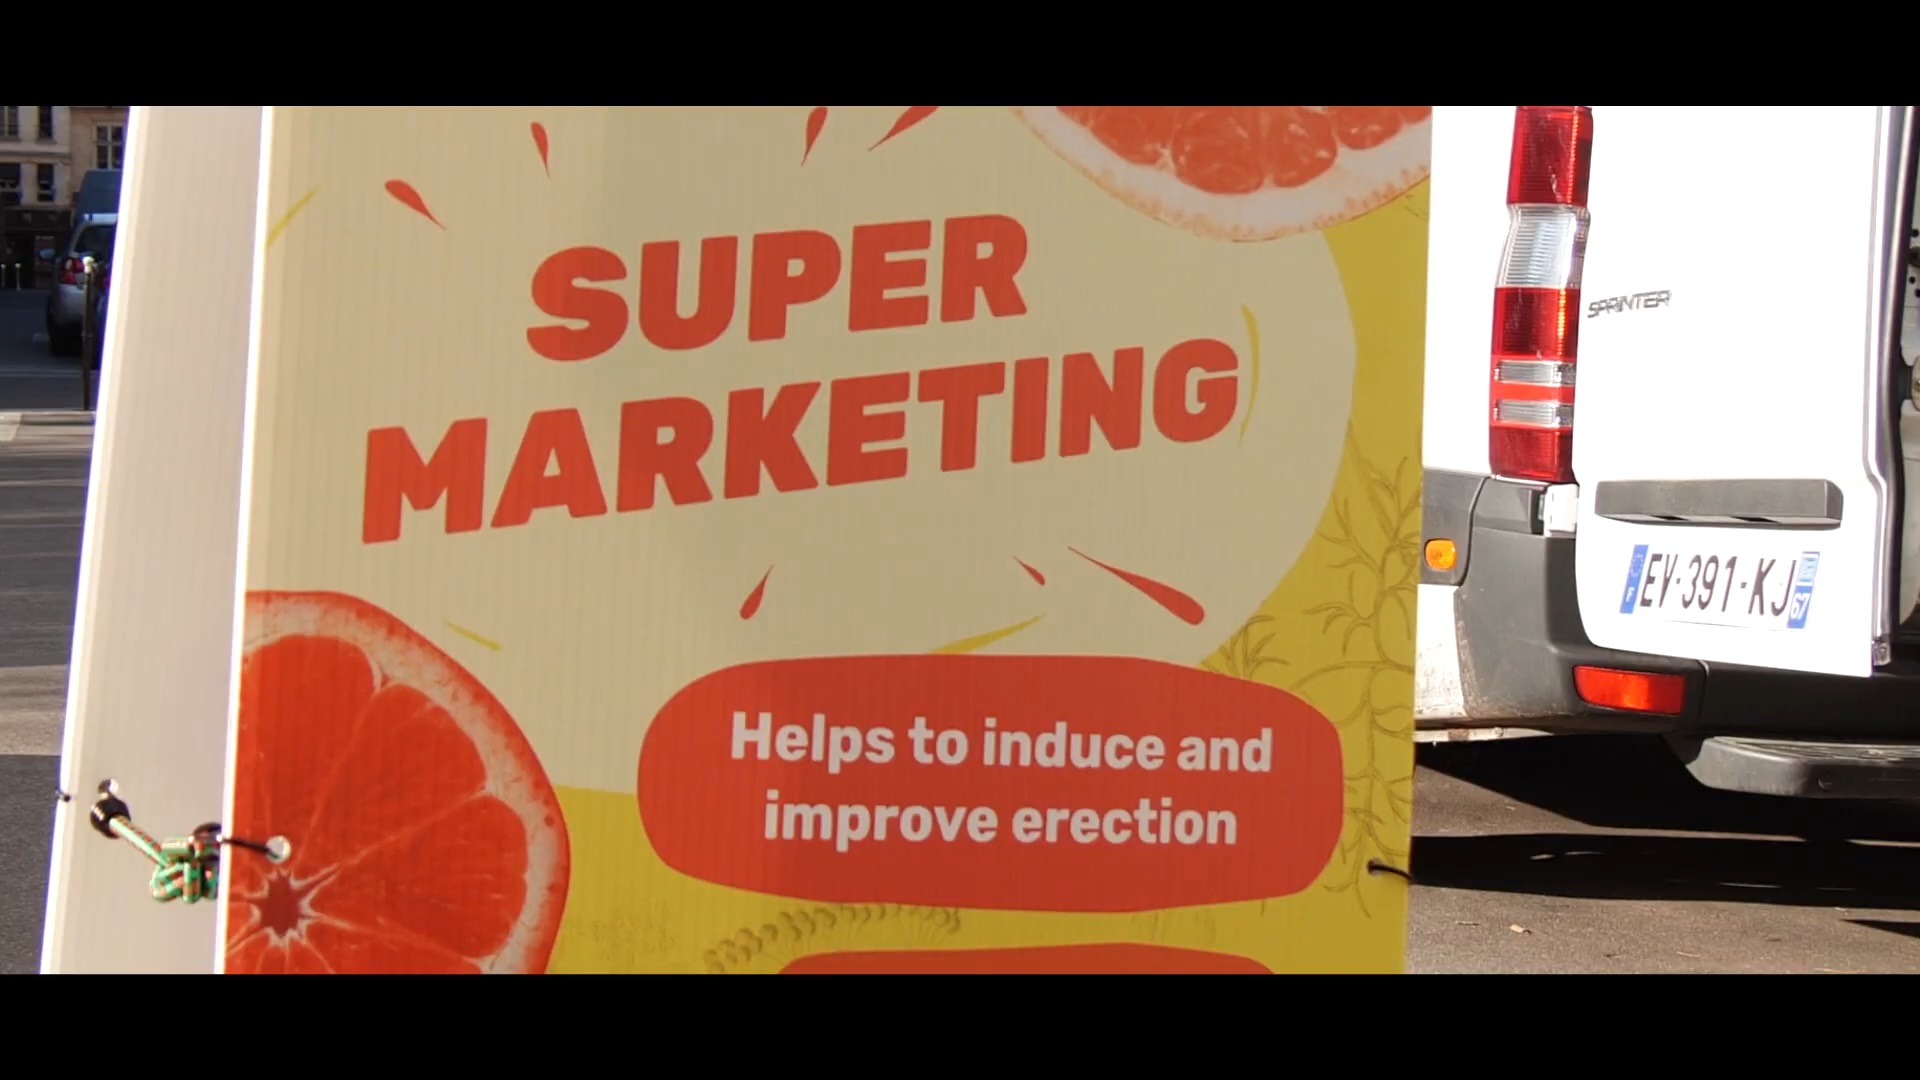 SUPER
MARKETING
Helps to induce and
improve erection
SPRINTER
EV-391-KJ
67